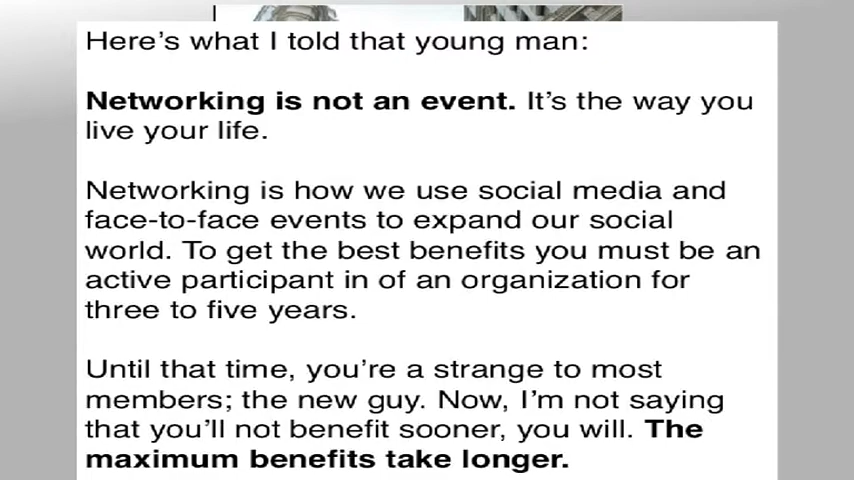 Here's what I told that young man:
Networking is not an event. It's the way you
live your life.
Networking is how we use social media and
face-to-face events to expand our social
world. To get the best benefits you must be an
active participant in of an organization for
three to five years.
Until that time, you're a strange to most
members; the new guy. Now, I'm not saying
that you'll not benefit sooner, you will. The
maximum benefits take longer.